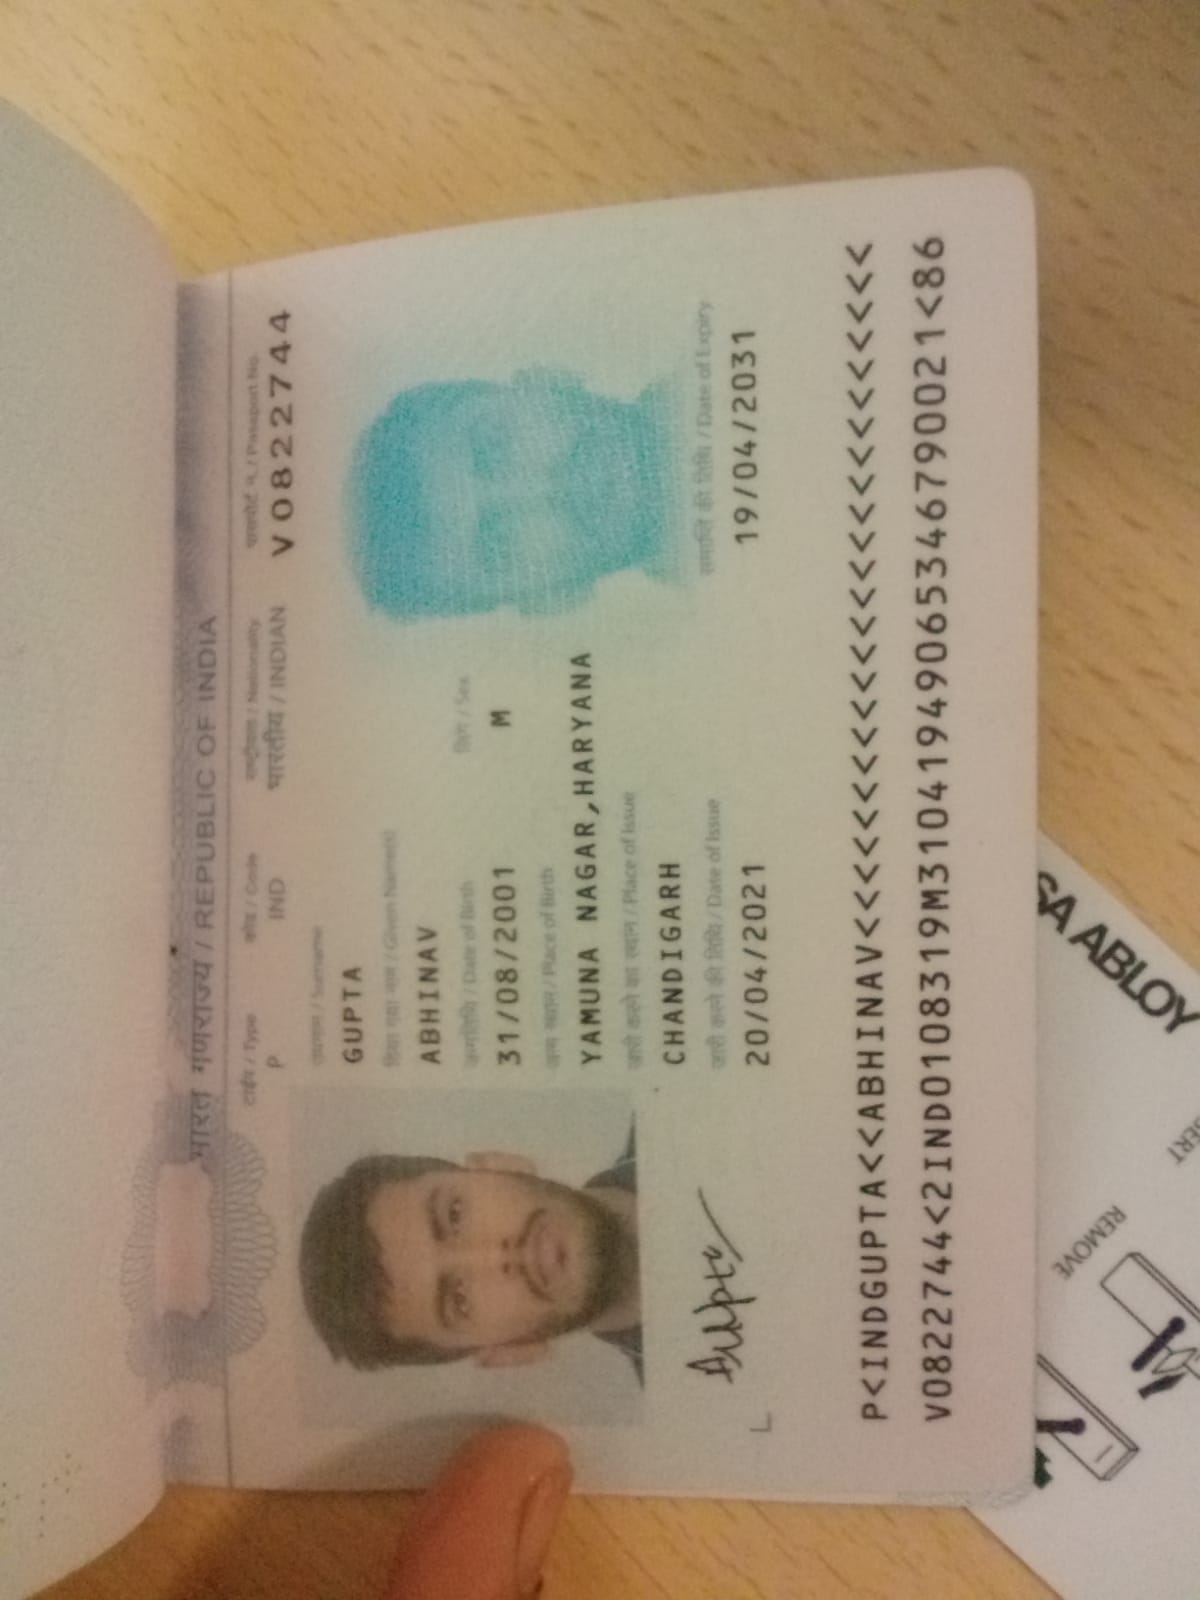 भारत गणराज्य / REPUBLIC OF INDIA
टाईप / Type कोड / Code राष्ट्रीयता / Nationality पासपोर्ट नं. / Passport No.
P IND भारतीय / INDIAN V0822744
उपनाम / Surname
GUPTA
दिया गया नाम / Given Name(s)
ABHINAV
जन्मतिथि / Date of Birth लिंग / Sex
31/08/2001 M
जन्म स्थान / Place of Birth
YAMUNA NAGAR,HARYANA
जारी करने का स्थान / Place of Issue
CHANDIGARH
जारी करने की तिथि / Date of Issue समाप्ति की तिथि / Date of Expiry
20/04/2021 19/04/2031
P<INDGUPTA<<ABHINAV<<<<<<<<<<<<<<<<<<<<<<<<<
V0822744<2IND0108319M3104194906534679002 1<86
SA ABLOY
REMOVE